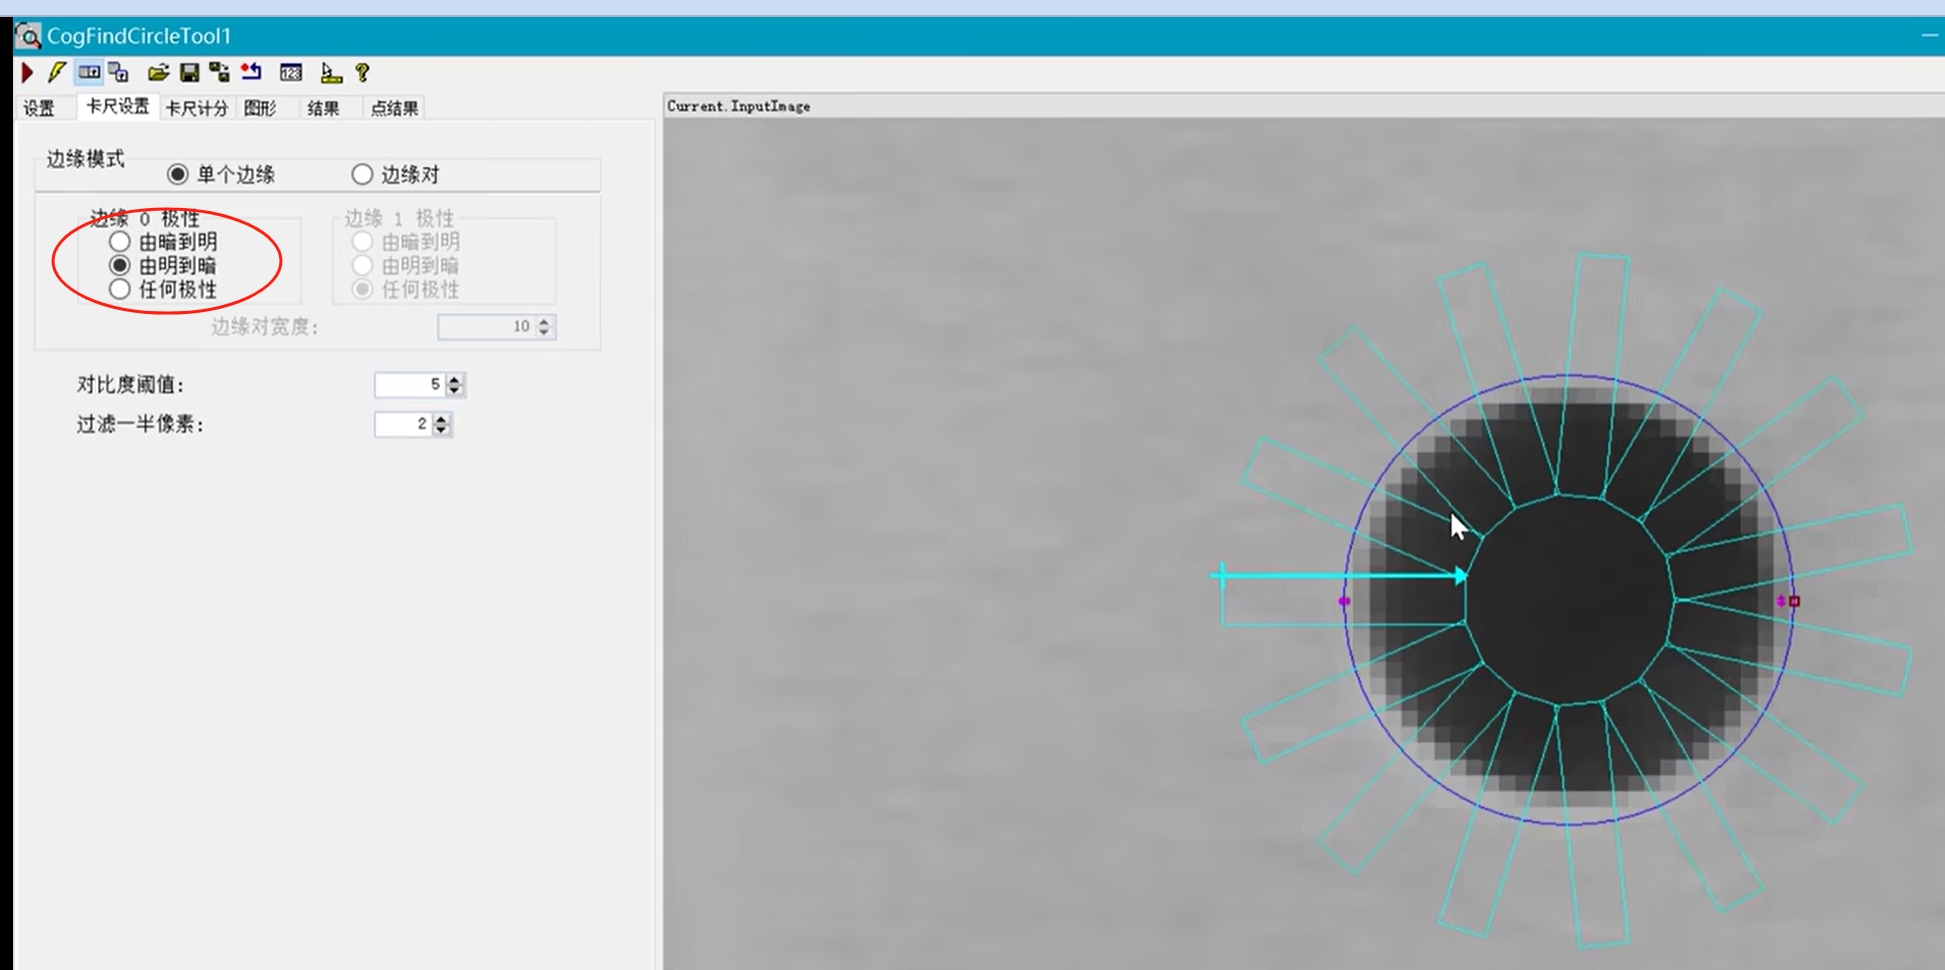 CogFindCircleTool1
设置 卡尺设置 卡尺计分 图形 结果 点结果
Current.InputImage
边缘模式
单个边缘 边缘对
边缘 0 极性 边缘 1 极性
由暗到明 由暗到明
由明到暗 由明到暗
任何极性 任何极性
边缘对宽度: 10
对比度阈值: 5
过滤一半像素: 2